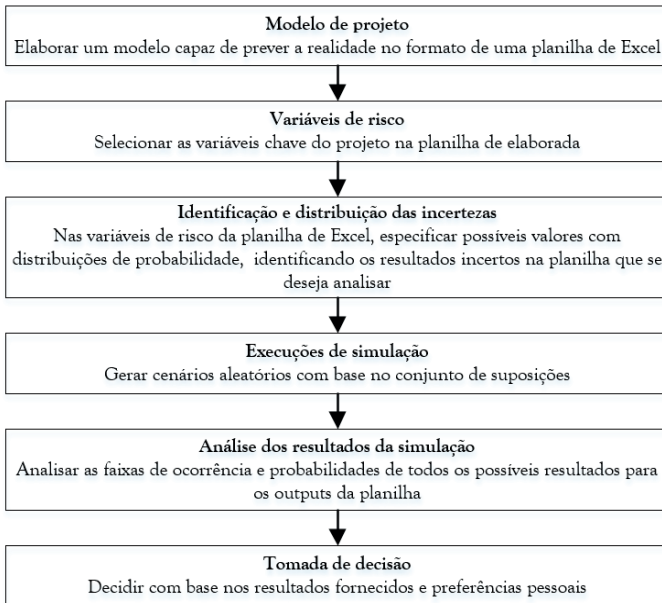 Modelo de projeto
Elaborar um modelo capaz de prever a realidade no formato de uma planilha de Excel
Variáveis de risco
Selecionar as variáveis chave do projeto na planilha de elaborada
Identificação e distribuição das incertezas
Nas variáveis de risco da planilha de Excel, especificar possíveis valores com
distribuições de probabilidade, identificando os resultados incertos na planilha que se
deseja analisar
Execuções de simulação
Gerar cenários aleatórios com base no conjunto de suposições
Análise dos resultados da simulação
Analisar as faixas de ocorrência e probabilidades de todos os possíveis resultados para
os outputs da planilha
Tomada de decisão
Decidir com base nos resultados fornecidos e preferências pessoais